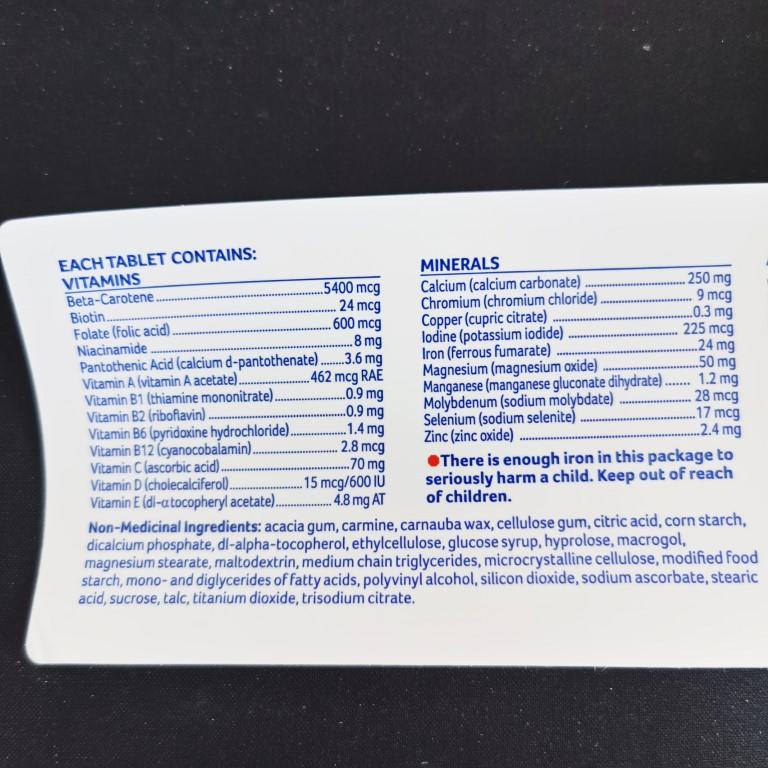 EACH TABLET CONTAINS:
VITAMINS
Beta-Carotene 5400 mcg
Biotin 24 mcg
Folate (folic acid) 600 mcg
Niacinamide 8 mg
Pantothenic Acid (calcium d-pantothenate) 3.6 mg
Vitamin A (vitamin A acetate) 462 mcg RAE
Vitamin B1 (thiamine mononitrate) 0.9 mg
Vitamin B2 (riboflavin) 0.9 mg
Vitamin B6 (pyridoxine hydrochloride) 1.4 mg
Vitamin B12 (cyanocobalamin) 2.8 mcg
Vitamin C (ascorbic acid) 70 mg
Vitamin D (cholecalciferol) 15 mcg/600 IU
Vitamin E (dl-α tocopheryl acetate) 4.8 mg AT
MINERALS
Calcium (calcium carbonate) 250 mg
Chromium (chromium chloride) 9 mcg
Copper (cupric citrate) 0.3 mg
Iodine (potassium iodide) 225 mcg
Iron (ferrous fumarate) 24 mg
Magnesium (magnesium oxide) 50 mg
Manganese (manganese gluconate dihydrate) 1.2 mg
Molybdenum (sodium molybdate) 28 mcg
Selenium (sodium selenite) 17 mcg
Zinc (zinc oxide) 2.4 mg
There is enough iron in this package to
seriously harm a child. Keep out of reach
of children.
Non-Medicinal Ingredients: acacia gum, carmine, carnauba wax, cellulose gum, citric acid, corn starch,
dicalcium phosphate, dl-alpha-tocopherol, ethylcellulose, glucose syrup, hyprolose, macrogol,
magnesium stearate, maltodextrin, medium chain triglycerides, microcrystalline cellulose, modified food
starch, mono- and diglycerides of fatty acids, polyvinyl alcohol, silicon dioxide, sodium ascorbate, stearic
acid, sucrose, talc, titanium dioxide, trisodium citrate.